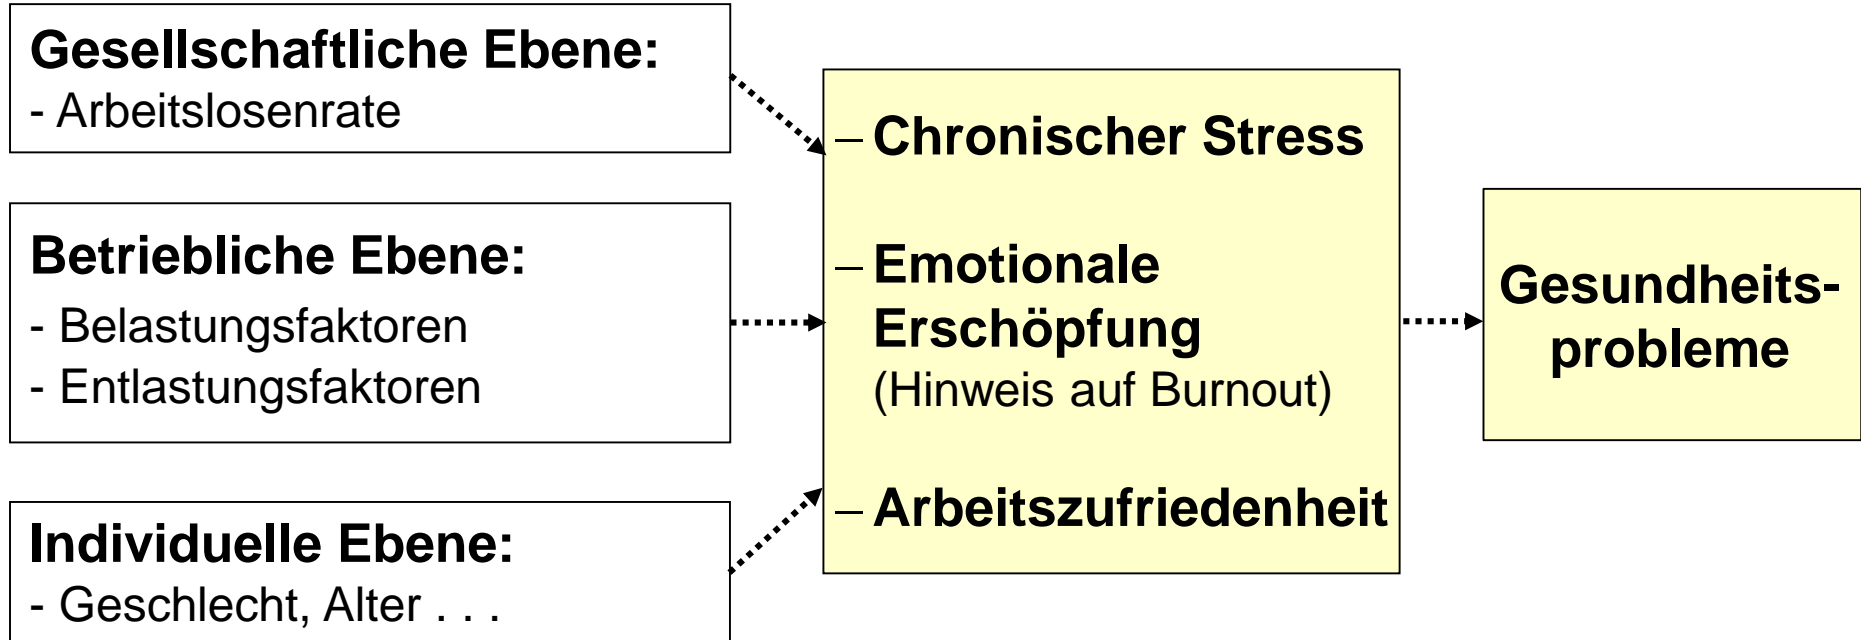 Gesellschaftliche Ebene:
- Arbeitslosenrate
Betriebliche Ebene:
- Belastungsfaktoren
- Entlastungsfaktoren
Individuelle Ebene:
- Geschlecht, Alter . . .
– Chronischer Stress
– Emotionale
Erschöpfung
(Hinweis auf Burnout)
– Arbeitszufriedenheit
Gesundheits-
probleme